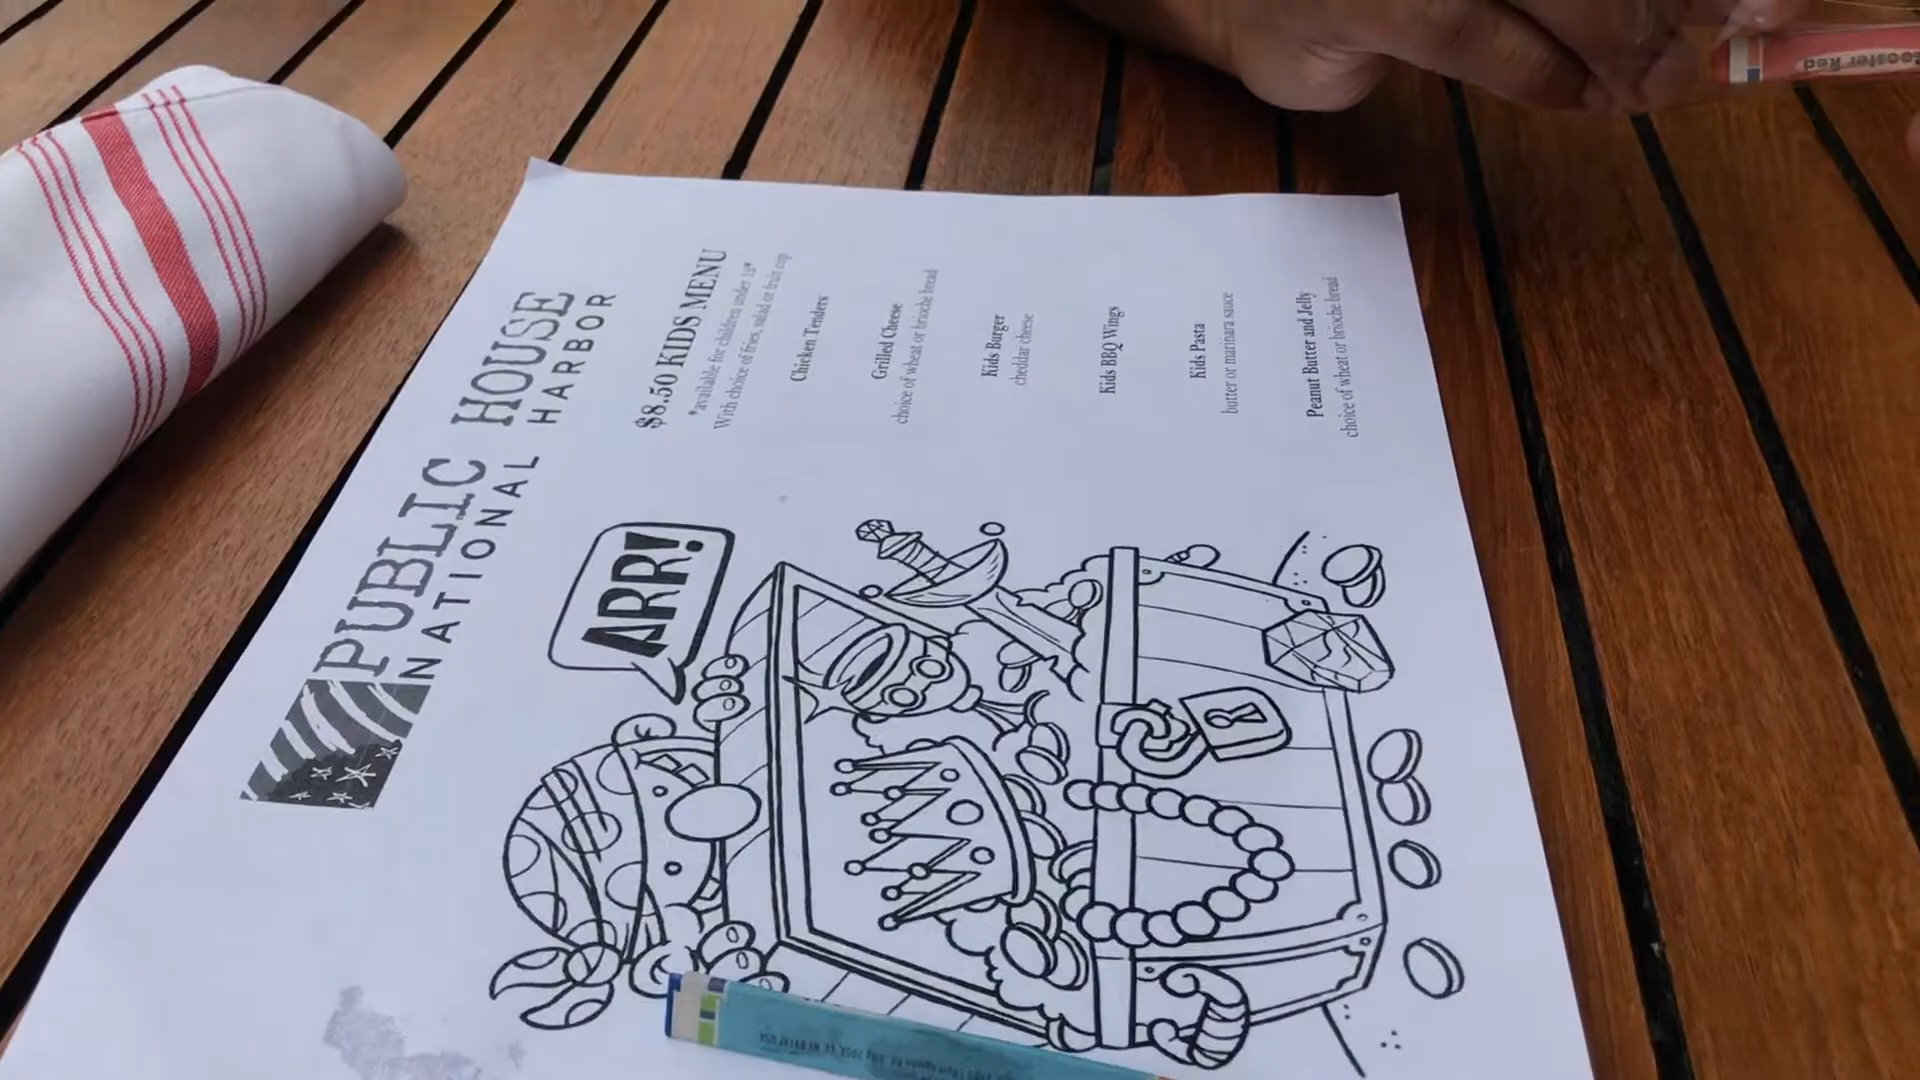 PUBLIC HOUSE
NATIONAL HARBOR
$8.50 KIDS MENU
*available for children under 12*
With choice of fries, salad or fruit cup
Chicken Tenders
Grilled Cheese
choice of wheat or brioche bread
Kids Burger
cheddar cheese
Kids BBQ Wings
Kids Pasta
butter or marinara sauce
Peanut Butter and Jelly
choice of wheat or brioche bread
ARR!
Rooster Red